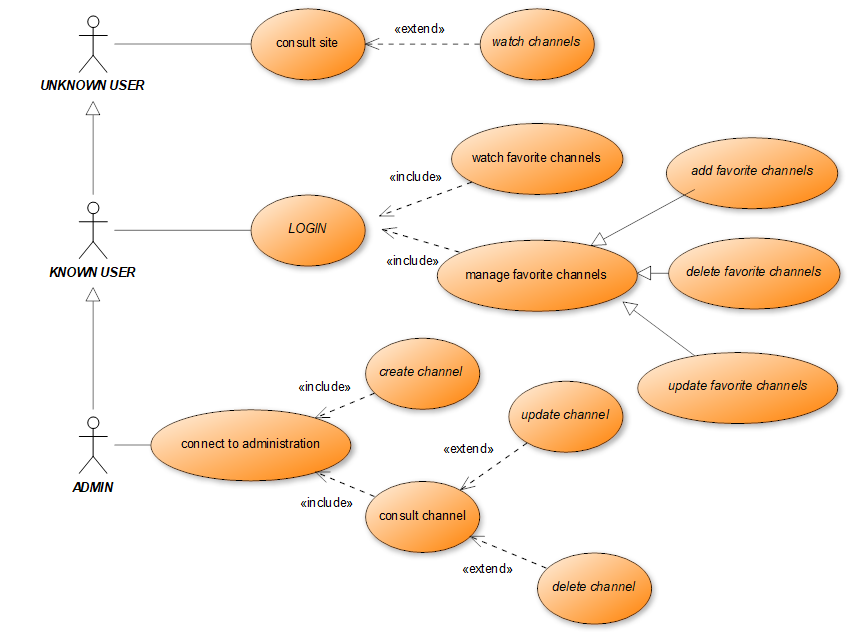 «extend»
consult site
watch channels
UNKNOWN USER
watch favorite channels
«include»
add favorite channels
LOGIN
KNOWN USER
«include»
manage favorite channels
delete favorite channels
create channel
«include»
update favorite channels
update channel
connect to administration
«extend»
ADMIN
«include»
consult channel
«extend»
delete channel